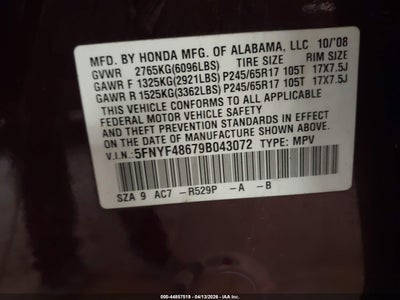 MFD. BY HONDA MFG. OF ALABAMA, LLC 10/'08
GVWR 2765KG(6096LBS) TIRE SIZE RIM SIZE
GAWR F 1325KG(2921LBS) P245/65R17 105T 17X7.5J
GAWR R 1525KG(3362LBS) P245/65R17 105T 17X7.5J
THIS VEHICLE CONFORMS TO ALL APPLICABLE
FEDERAL MOTOR VEHICLE SAFETY
STANDARDS IN EFFECT ON THE
DATE OF MANUFACTURE SHOWN ABOVE.
V.I.N.: 5FNYF48679B043072 TYPE: MPV
SZA 9 AC7 -R529P -A -B
000-44857519 - 04/13/2026 - IAA Inc.